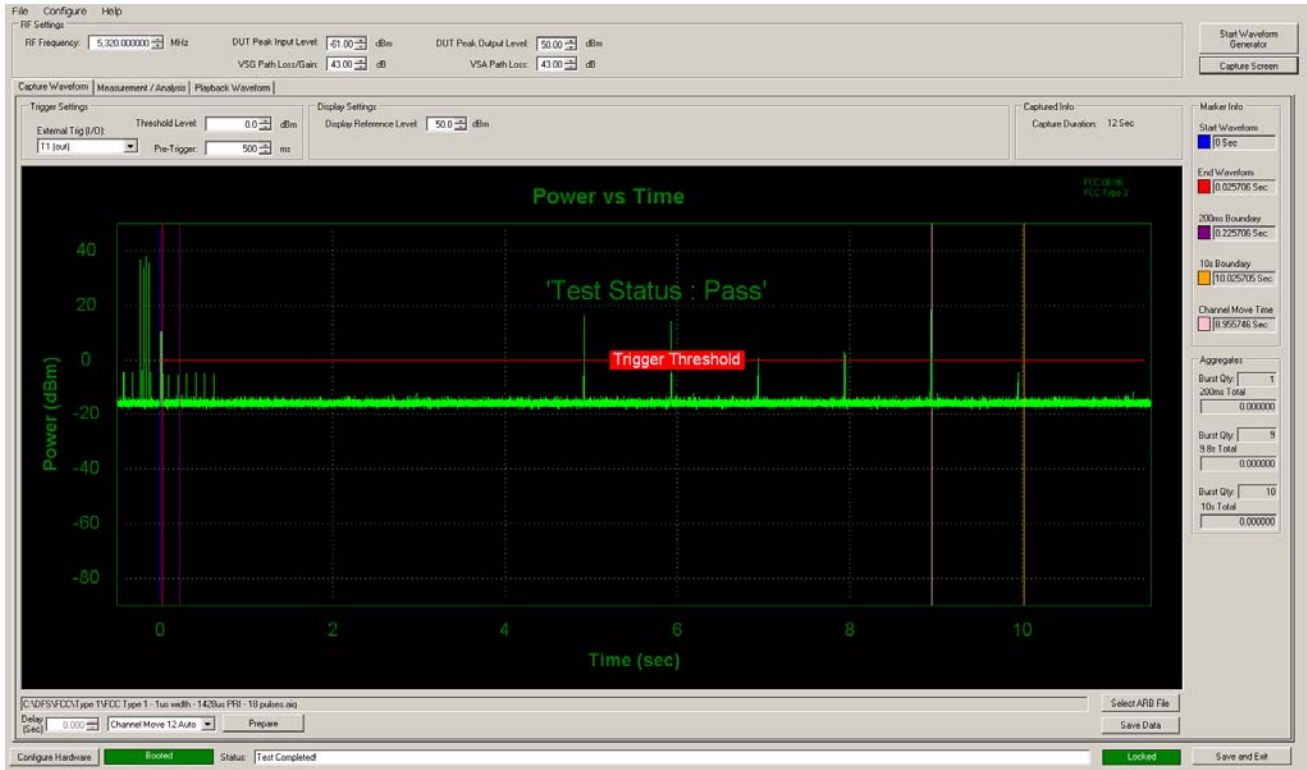 File Configure Help
RF Settings
RF Frequency: 5,320.000000 MHz
DUT Peak Input Level: -61.00 dBm
DUT Peak Output Level: 50.00 dBm
VSG Path Loss/Gain: 43.00 dB
VSA Path Loss: 43.00 dB
Start Waveform Generator
Capture Screen
Capture Waveform Measurement / Analysis Playback Waveform
Trigger Settings
External Trig (I/O):
T1 (out)
Threshold Level: 0.0 dBm
Pre-Trigger: 500 ms
Display Settings
Display Reference Level: 50.0 dBm
Captured Info
Capture Duration: 12 Sec
Marker Info
Start Waveform
0 Sec
End Waveform
0.025706 Sec
200ms Boundary
0.225706 Sec
10s Boundary
10.025705 Sec
Channel Move Time
8.955746 Sec
Aggregates
Burst Qty: 1
200ms Total
0.000000
Burst Qty: 9
9.8s Total
0.000000
Burst Qty: 10
10s Total
0.000000
Power vs Time
FCC 06-96
'Test Status : Pass'
Trigger Threshold
Power (dBm)
40
20
0
-20
-40
-60
-80
0 2 4 6 8 10
Time (sec)
C:\DFS\FCC\Type 1\FCC Type 1 - 1us width - 1428us PRI - 18 pulses.aiq
Select ARB File
Delay (Sec) 0.000 Channel Move 12 Auto Prepare
Save Data
Configure Hardware Booted Status: Test Completed! Locked Save and Exit